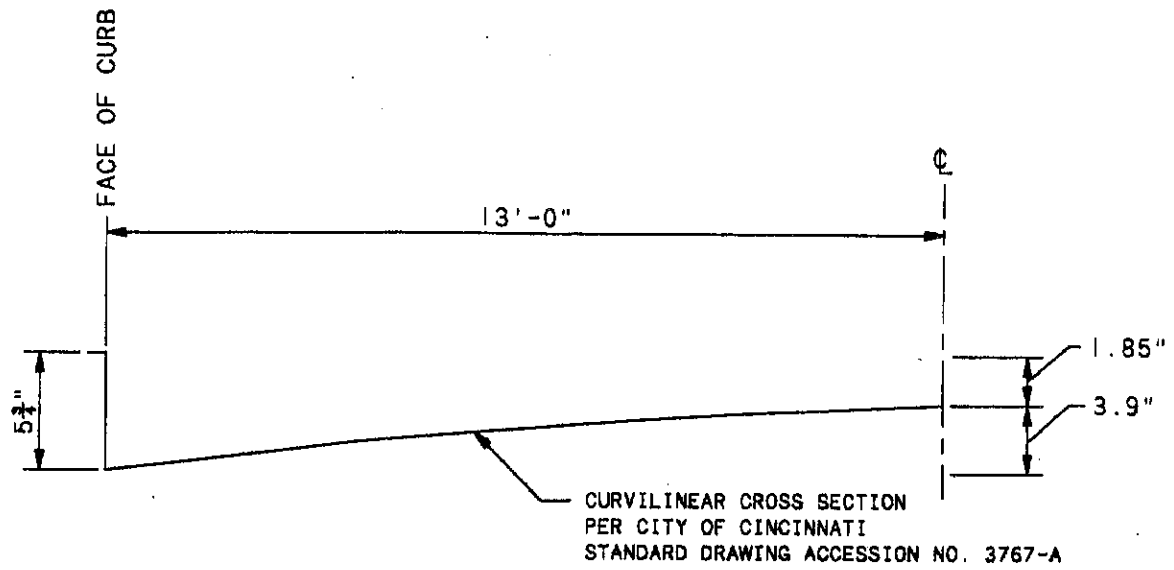 FACE OF CURB
℄
13'-0"
1.85"
5¾"
3.9"
CURVILINEAR CROSS SECTION
PER CITY OF CINCINNATI
STANDARD DRAWING ACCESSION NO. 3767-A